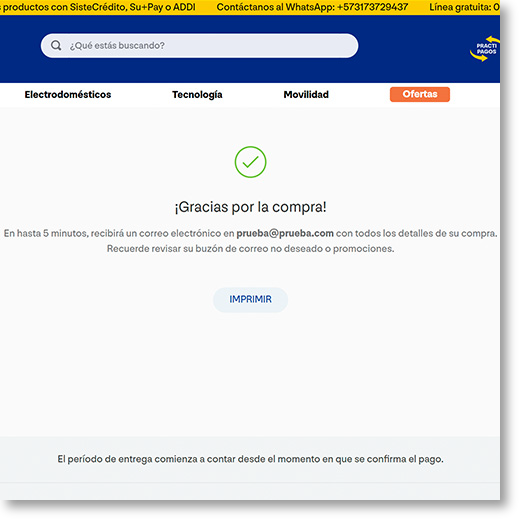 productos con SisteCrédito, Su+Pay o ADDI Contáctanos al WhatsApp: +573173729437 Línea gratuita: 0
¿Qué estás buscando?
PRACTI
PAGOS
Electrodomésticos Tecnología Movilidad Ofertas
¡Gracias por la compra!
En hasta 5 minutos, recibirá un correo electrónico en prueba@prueba.com con todos los detalles de su compra.
Recuerde revisar su buzón de correo no deseado o promociones.
IMPRIMIR
El período de entrega comienza a contar desde el momento en que se confirma el pago.